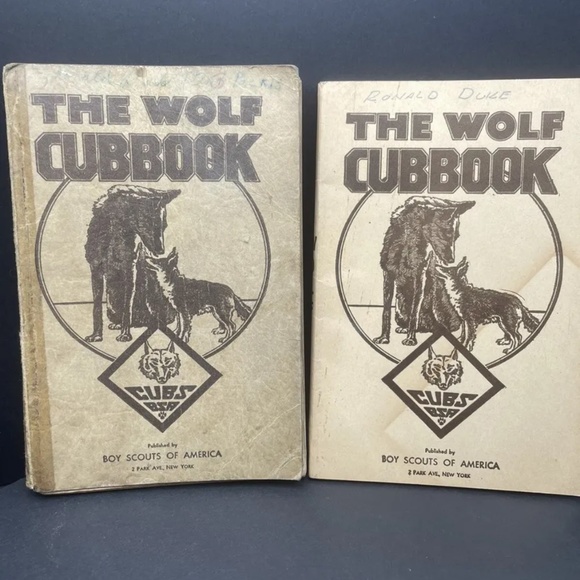 THE WOLF
CUBBOOK
CUBS
BSA
Published by
BOY SCOUTS OF AMERICA
2 PARK AVE., NEW YORK
RONALD DUKE
THE WOLF
CUBBOOK
CUBS
BSA
Published by
BOY SCOUTS OF AMERICA
2 PARK AVE., NEW YORK